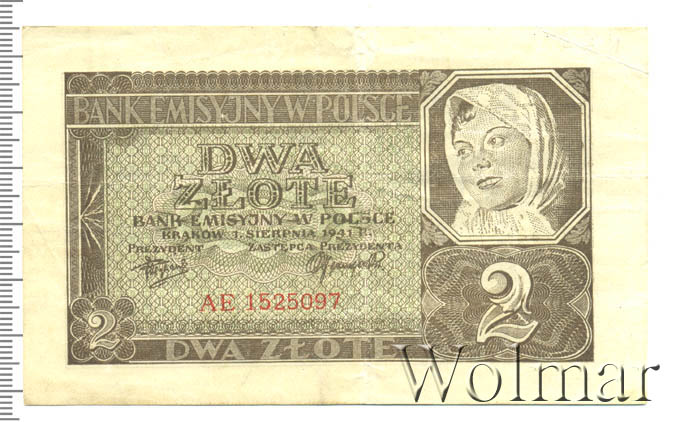 BANK EMISYJNY W POLSCE
DWA
ZŁOTE
BANK EMISYJNY W POLSCE
KRAKÓW 1. SIERPNIA 1941 R.
PREZYDENT ZASTĘPCA PREZYDENTA
AE 1525097
2
2
DWA ZŁOTE
Wolmar